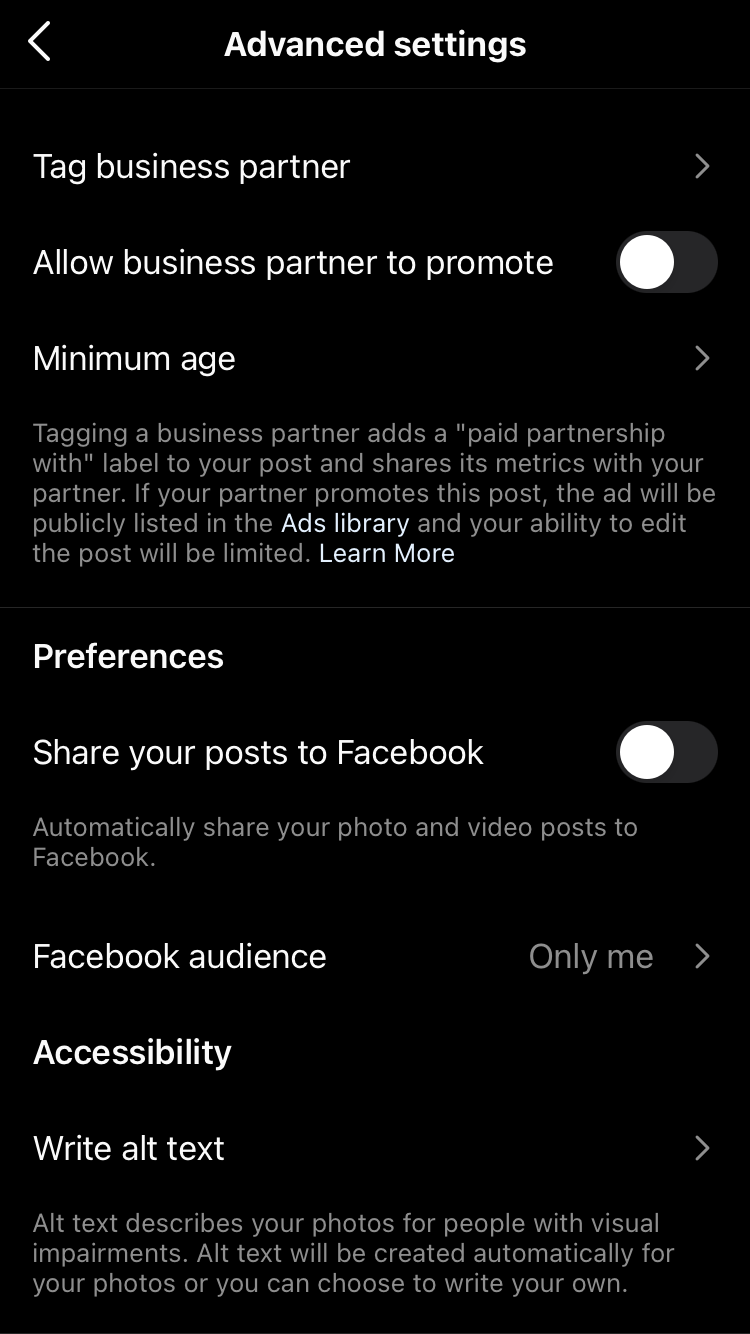 Advanced settings
Tag business partner
Allow business partner to promote
Minimum age
Tagging a business partner adds a "paid partnership
with" label to your post and shares its metrics with your
partner. If your partner promotes this post, the ad will be
publicly listed in the Ads library and your ability to edit
the post will be limited. Learn More
Preferences
Share your posts to Facebook
Automatically share your photo and video posts to
Facebook.
Facebook audience Only me
Accessibility
Write alt text
Alt text describes your photos for people with visual
impairments. Alt text will be created automatically for
your photos or you can choose to write your own.